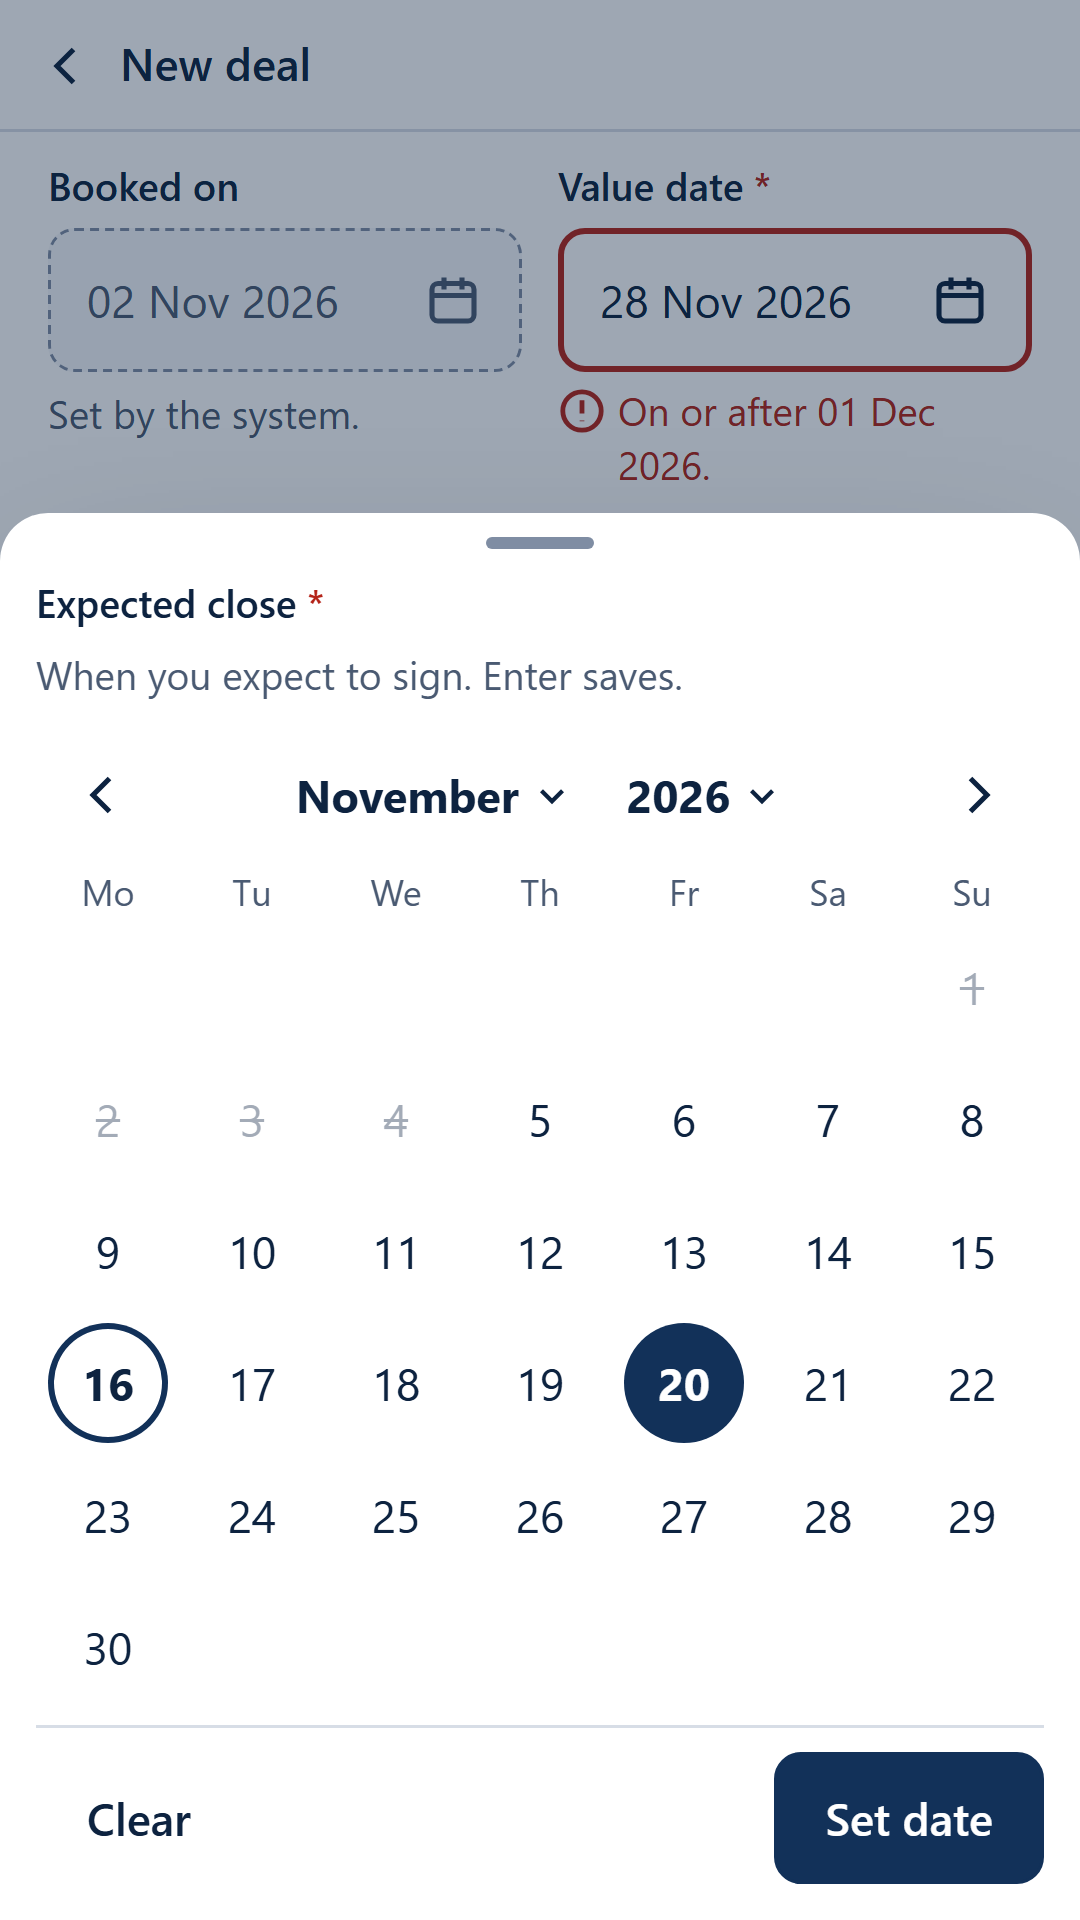 New deal
Booked on
Value date *
02 Nov 2026
28 Nov 2026
Set by the system.
On or after 01 Dec
2026.
Expected close *
When you expect to sign. Enter saves.
November 2026
Mo Tu We Th Fr Sa Su
1
2 3 4 5 6 7 8
9 10 11 12 13 14 15
16 17 18 19 20 21 22
23 24 25 26 27 28 29
30
Clear
Set date